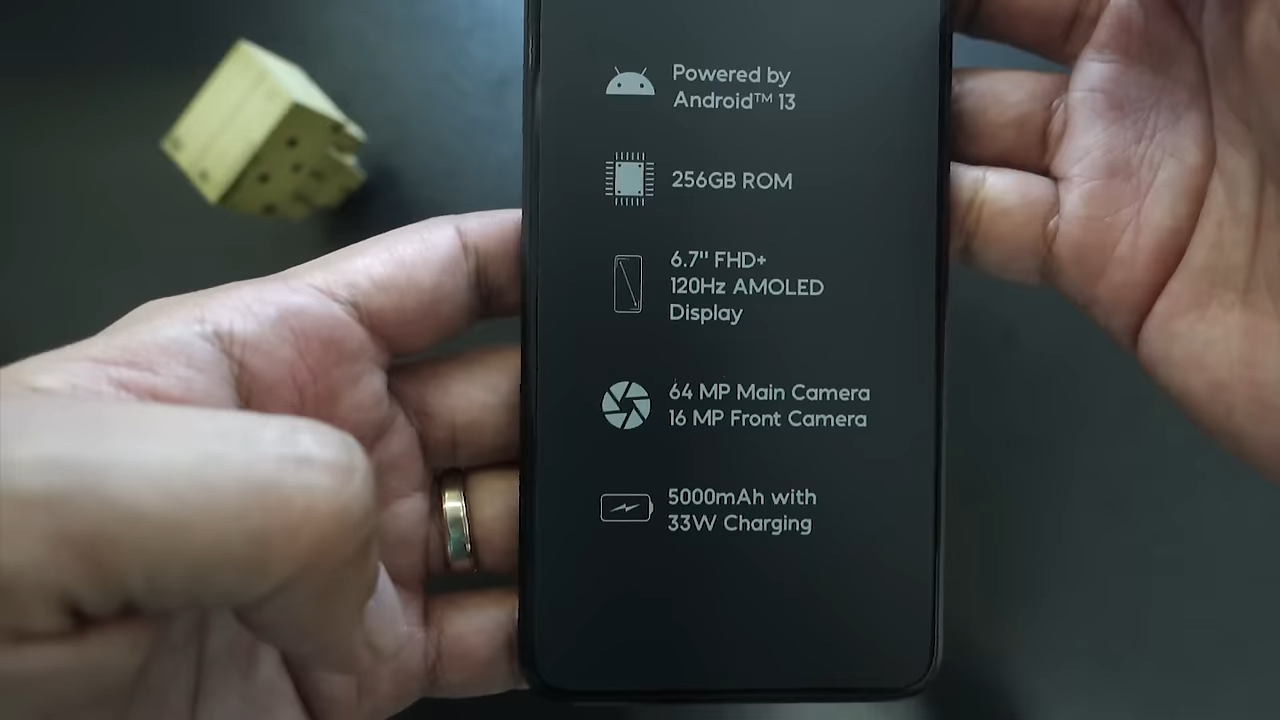 Powered by
Android™ 13
256GB ROM
6.7" FHD+
120Hz AMOLED
Display
64 MP Main Camera
16 MP Front Camera
5000mAh with
33W Charging